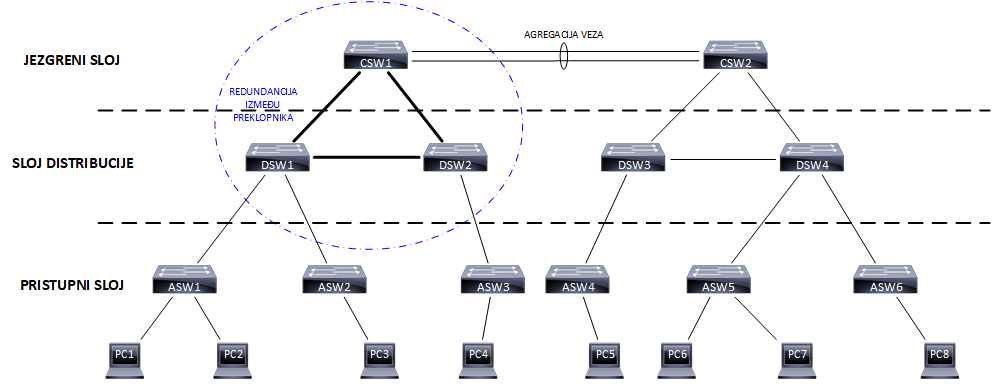 AGREGACIJA VEZA
JEZGRENI SLOJ
CSW1
CSW2
REDUNDANCIJA
IZMEĐU
PREKLOPNIKA
SLOJ DISTRIBUCIJE
DSW1
DSW2
DSW3
DSW4
PRISTUPNI SLOJ
ASW1
ASW2
ASW3
ASW4
ASW5
ASW6
PC1
PC2
PC3
PC4
PC5
PC6
PC7
PC8